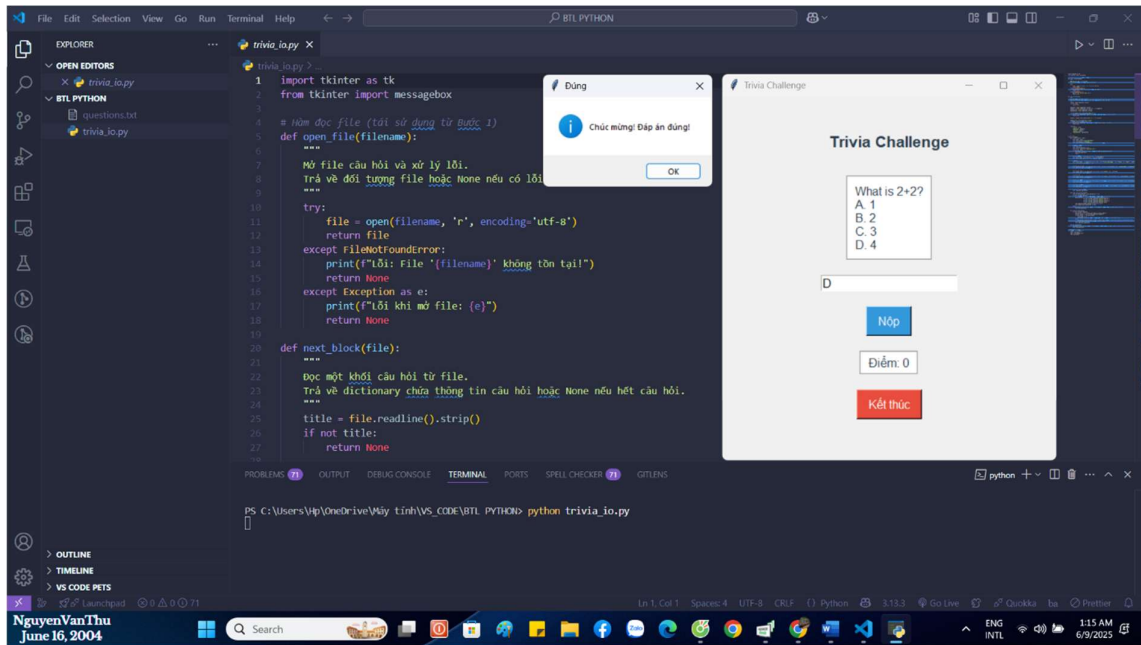 File Edit Selection View Go Run Terminal Help
BTL PYTHON
EXPLORER
OPEN EDITORS
trivia_io.py
BTL PYTHON
questions.txt
trivia_io.py
OUTLINE
TIMELINE
VS CODE PETS
trivia_io.py
trivia_io.py > ...
1 import tkinter as tk
2 from tkinter import messagebox
3
4 # Hàm đọc file (tái sử dụng từ Bước 1)
5 def open_file(filename):
6 """
7 Mở file câu hỏi và xử lý lỗi.
8 Trả về đối tượng file hoặc None nếu có lỗi
9 """
10 try:
11 file = open(filename, 'r', encoding='utf-8')
12 return file
13 except FileNotFoundError:
14 print(f"Lỗi: File '{filename}' không tồn tại!")
15 return None
16 except Exception as e:
17 print(f"Lỗi khi mở file: {e}")
18 return None
19
20 def next_block(file):
21 """
22 Đọc một khối câu hỏi từ file.
23 Trả về dictionary chứa thông tin câu hỏi hoặc None nếu hết câu hỏi.
24 """
25 title = file.readline().strip()
26 if not title:
27 return None
Đúng
Chúc mừng! Đáp án đúng!
OK
Trivia Challenge
Trivia Challenge
What is 2+2?
A. 1
B. 2
C. 3
D. 4
D
Nộp
Điểm: 0
Kết thúc
PROBLEMS 71 OUTPUT DEBUG CONSOLE TERMINAL PORTS SPELL CHECKER 71 GITLENS
python
PS C:\Users\Hp\OneDrive\Máy tính\VS_CODE\BTL PYTHON> python trivia_io.py
Launchpad 0 0 0 71
Ln 1, Col 1 Spaces: 4 UTF-8 CRLF {} Python 3.13.3 Go Live Quokka ba Prettier
NguyenVanThu
June 16, 2004
Search
Zalo
ENG
INTL
1:15 AM
6/9/2025